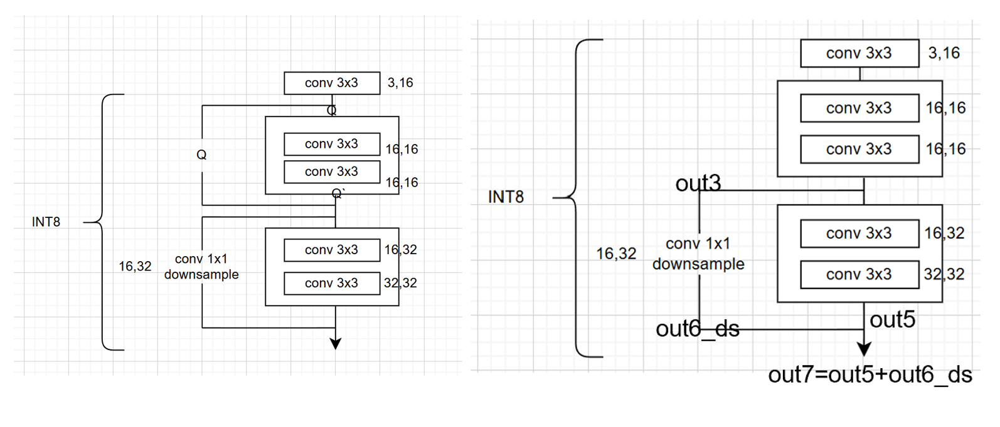 conv 3x3
3,16
Q
conv 3x3
16,16
Q
conv 3x3
16,16
Q`
INT8
conv 3x3
16,32
16,32
conv 1x1
downsample
conv 3x3
32,32
conv 3x3
3,16
conv 3x3
16,16
conv 3x3
16,16
out3
INT8
conv 3x3
16,32
16,32
conv 1x1
downsample
conv 3x3
32,32
out5
out6_ds
out7=out5+out6_ds